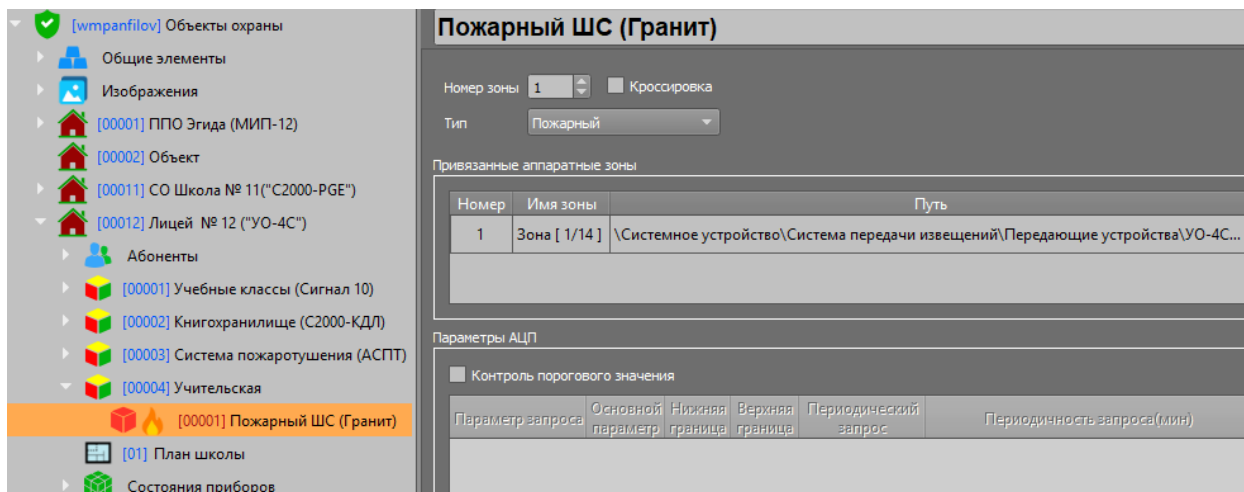 [wmpanfilov] Объекты охраны
Общие элементы
Изображения
[00001] ППО Эгида (МИП-12)
[00002] Объект
[00011] СО Школа № 11("С2000-PGE")
[00012] Лицей № 12 ("УО-4С")
Абоненты
[00001] Учебные классы (Сигнал 10)
[00002] Книгохранилище (С2000-КДЛ)
[00003] Система пожаротушения (АСПТ)
[00004] Учительская
[00001] Пожарный ШС (Гранит)
[01] План школы
Состояния приборов
Пожарный ШС (Гранит)
Номер зоны 1 Кроссировка
Тип Пожарный
Привязанные аппаратные зоны
Номер Имя зоны Путь
1 Зона [ 1/14 ] \Системное устройство\Система передачи извещений\Передающие устройства\УО-4С...
Параметры АЦП
Контроль порогового значения
Параметр запроса Основной параметр Нижняя граница Верхняя граница Периодический запрос Периодичность запроса(мин)